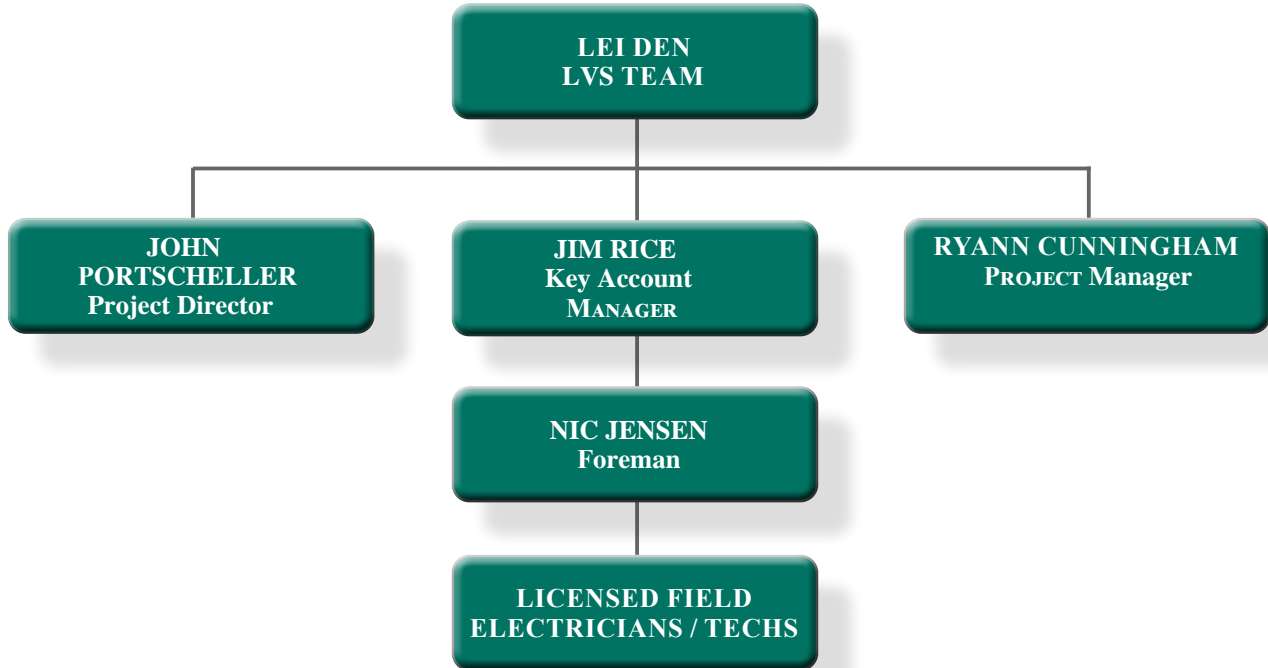 LEI DEN
LVS TEAM
JOHN
PORTSCHELLER
Project Director
JIM RICE
Key Account
MANAGER
RYANN CUNNINGHAM
PROJECT Manager
NIC JENSEN
Foreman
LICENSED FIELD
ELECTRICIANS / TECHS